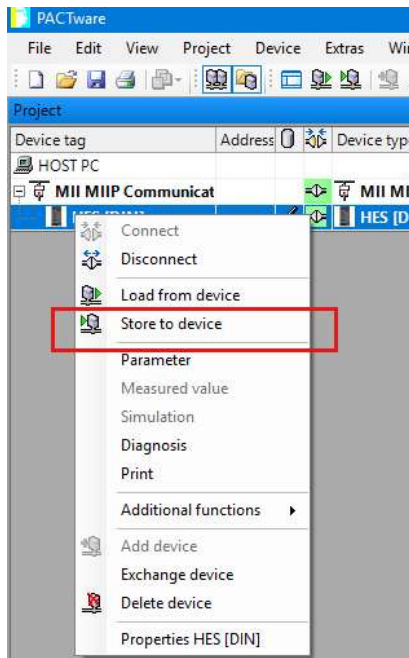 PACTware
File Edit View Project Device Extras
Project
Device tag Address Device typ
HOST PC
MII MIIP Communicat MII MI
HES [D
Connect
Disconnect
Load from device
Store to device
Parameter
Measured value
Simulation
Diagnosis
Print
Additional functions
Add device
Exchange device
Delete device
Properties HES [DIN]